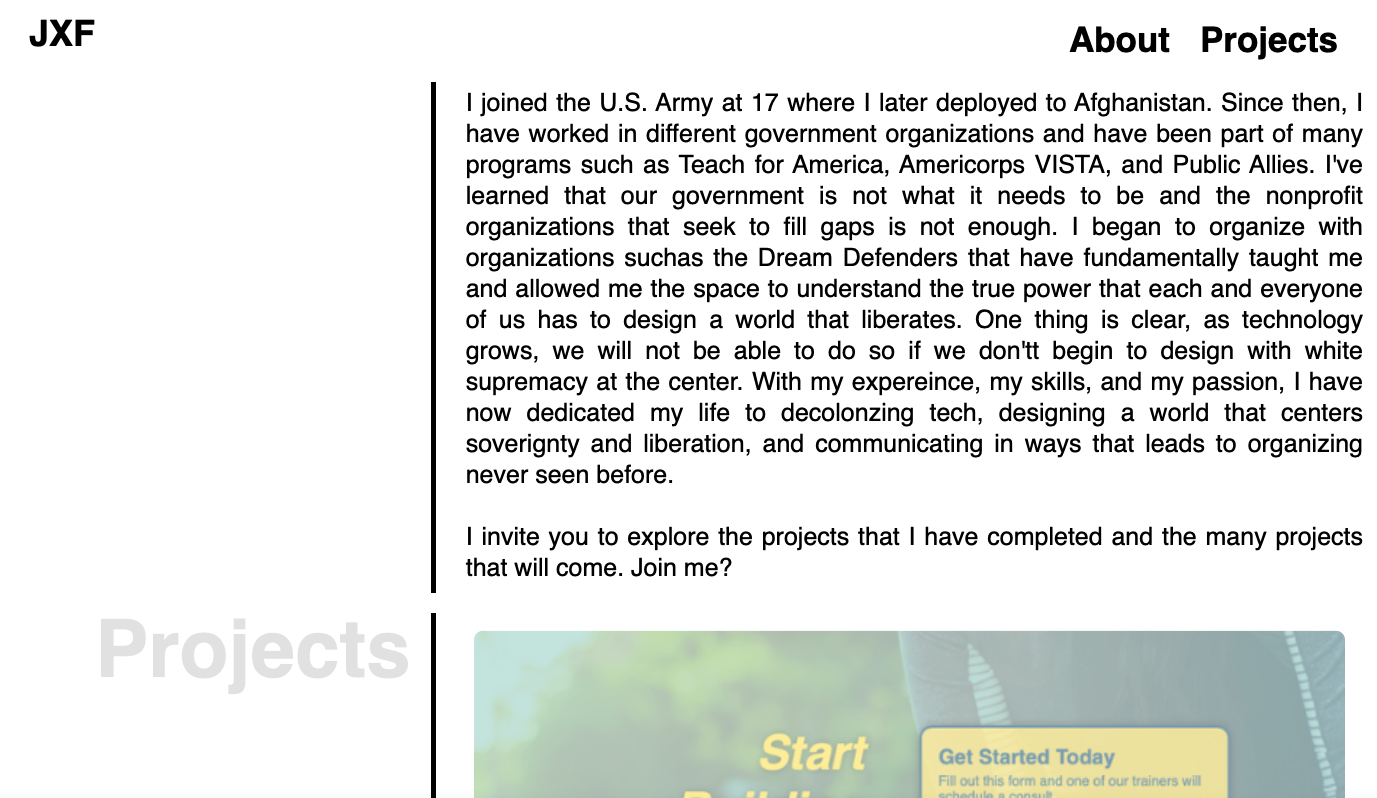 JXF
About Projects
I joined the U.S. Army at 17 where I later deployed to Afghanistan. Since then, I
have worked in different government organizations and have been part of many
programs such as Teach for America, Americorps VISTA, and Public Allies. I've
learned that our government is not what it needs to be and the nonprofit
organizations that seek to fill gaps is not enough. I began to organize with
organizations suchas the Dream Defenders that have fundamentally taught me
and allowed me the space to understand the true power that each and everyone
of us has to design a world that liberates. One thing is clear, as technology
grows, we will not be able to do so if we don'tt begin to design with white
supremacy at the center. With my expereince, my skills, and my passion, I have
now dedicated my life to decolonzing tech, designing a world that centers
soverignty and liberation, and communicating in ways that leads to organizing
never seen before.
I invite you to explore the projects that I have completed and the many projects
that will come. Join me?
Projects
Start
Get Started Today
Fill out this form and one of our trainers will
schedule a consult